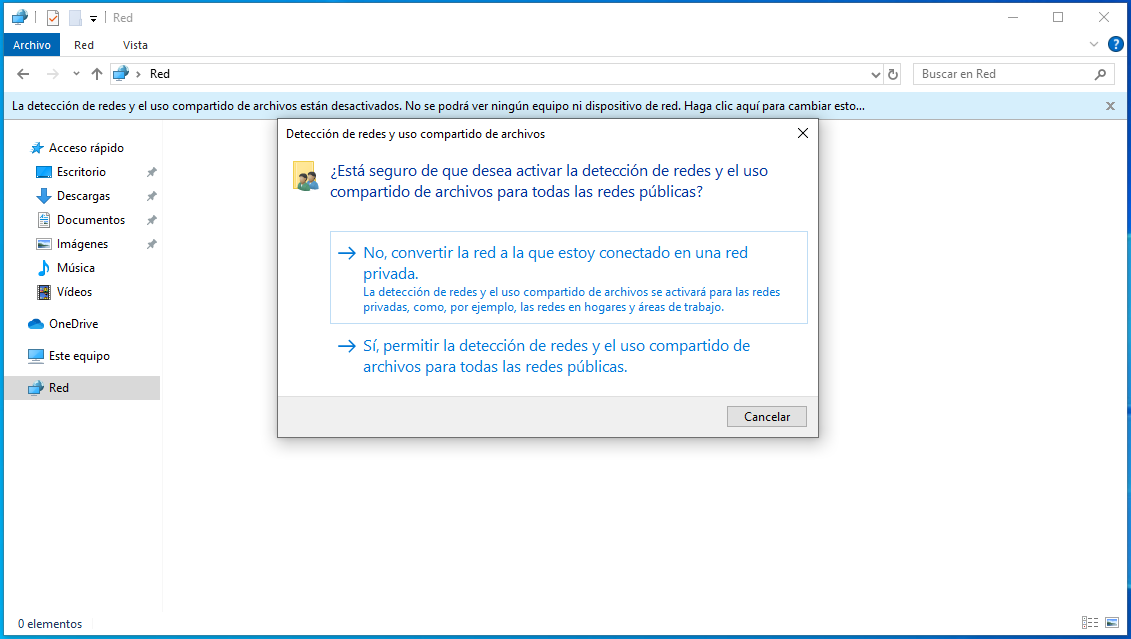 Red
Archivo
Red
Vista
?
Red
Buscar en Red
La detección de redes y el uso compartido de archivos están desactivados. No se podrá ver ningún equipo ni dispositivo de red. Haga clic aquí para cambiar esto...
Acceso rápido
Escritorio
Descargas
Documentos
Imágenes
Música
Vídeos
OneDrive
Este equipo
Red
Detección de redes y uso compartido de archivos
¿Está seguro de que desea activar la detección de redes y el uso
compartido de archivos para todas las redes públicas?
No, convertir la red a la que estoy conectado en una red
privada.
La detección de redes y el uso compartido de archivos se activará para las redes
privadas, como, por ejemplo, las redes en hogares y áreas de trabajo.
Sí, permitir la detección de redes y el uso compartido de
archivos para todas las redes públicas.
Cancelar
0 elementos